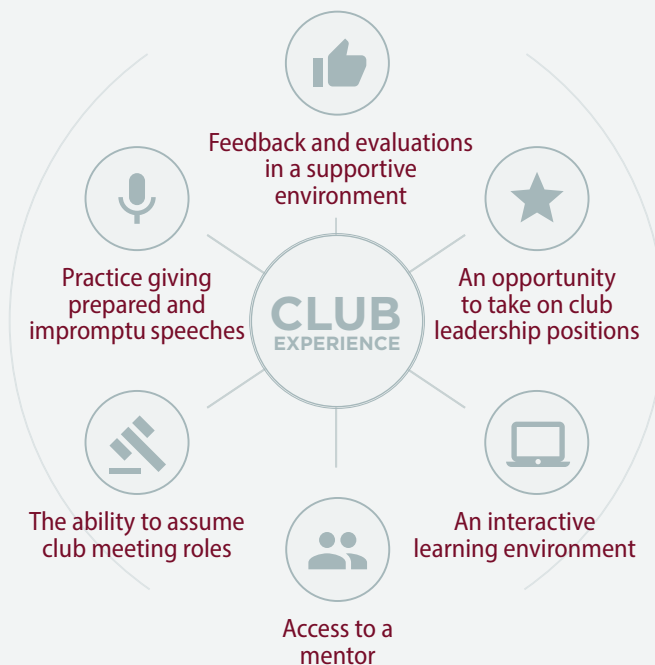 Feedback and evaluations
in a supportive
environment
Practice giving
prepared and
impromptu speeches
An opportunity
to take on club
leadership positions
CLUB
EXPERIENCE
The ability to assume
club meeting roles
An interactive
learning environment
Access to a
mentor